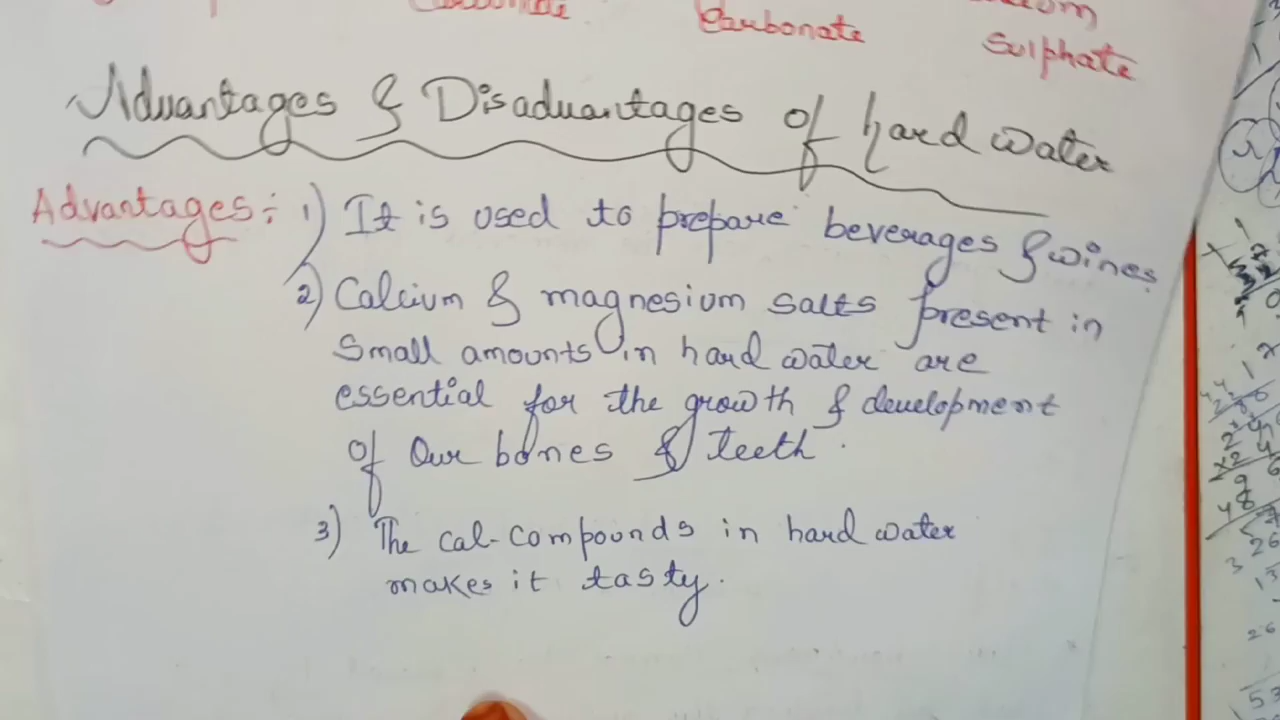 Carbonate
Sulphate
Advantages & Disadvantages of hard water
Advantages:
1) It is used to prepare beverages & wines.
2) Calcium & magnesium salts present in
small amounts in hard water are
essential for the growth & development
of Our bones & teeth.
3) The cal-compounds in hard water
makes it tasty.